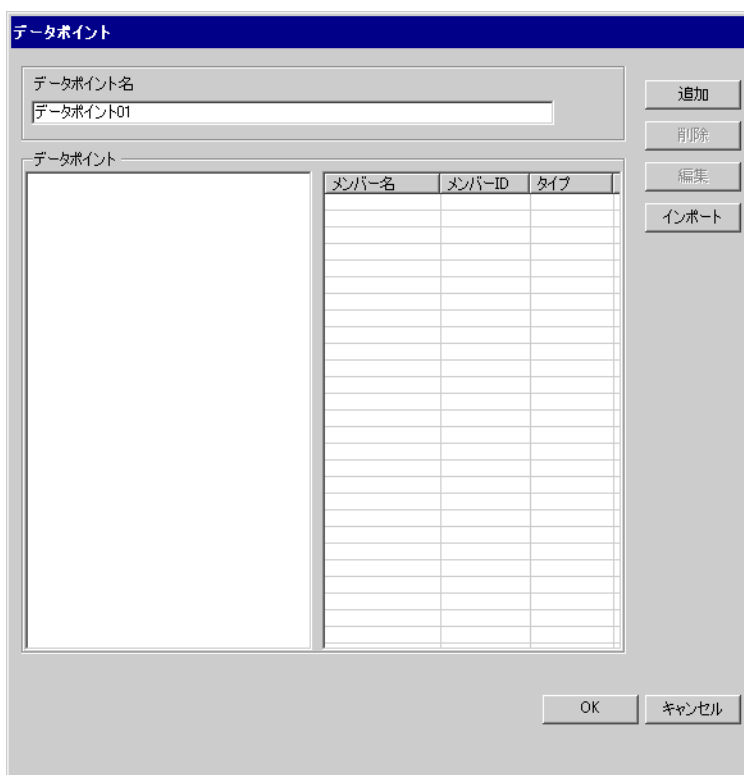 データポイント
データポイント名
追加
データポイント01
削除
データポイント
編集
メンバー名 メンバーID タイプ
インポート
OK キャンセル